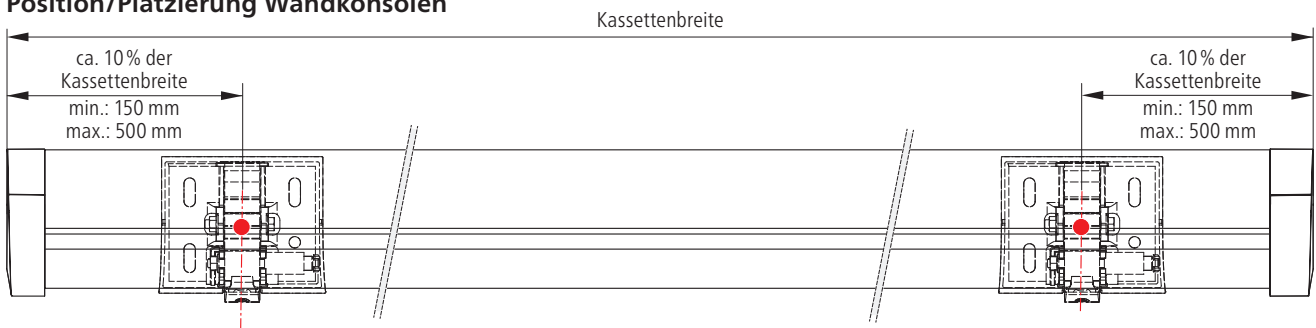 Position/Platzierung Wandkonsolen
Kassettenbreite
ca. 10 % der
Kassettenbreite
min.: 150 mm
max.: 500 mm
ca. 10 % der
Kassettenbreite
min.: 150 mm
max.: 500 mm